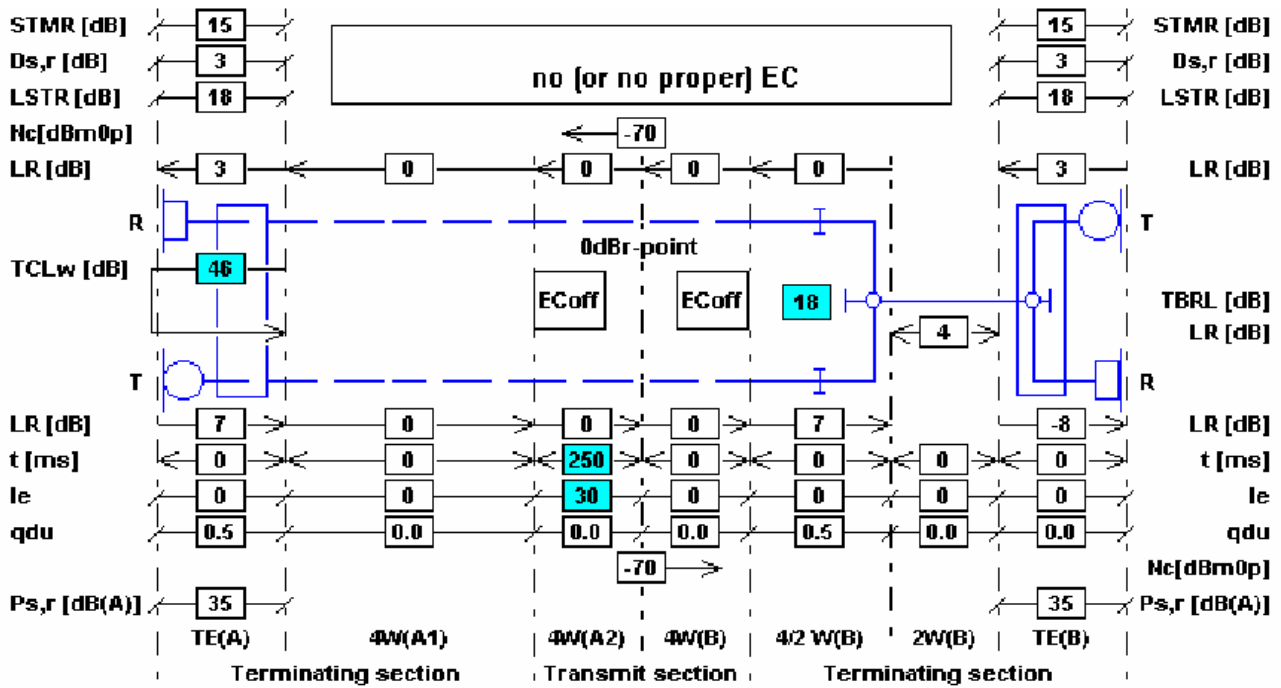 STMR [dB] 15 15 STMR [dB]
Ds,r [dB] 3 3 Ds,r [dB]
no (or no proper) EC
LSTR [dB] 18 18 LSTR [dB]
Nc[dBm0p] -70
LR [dB] 3 0 0 0 0 3 LR [dB]
R T
0dBr-point
TCLw [dB] 46
ECoff ECoff 18 TBRL [dB]
4 LR [dB]
T R
LR [dB] 7 0 0 0 7 -8 LR [dB]
t [ms] 0 0 250 0 0 0 0 t [ms]
Ie 0 0 30 0 0 0 0 Ie
qdu 0.5 0.0 0.0 0.0 0.5 0.0 0.0 qdu
-70 Nc[dBm0p]
Ps,r [dB(A)] 35 35 Ps,r [dB(A)]
TE(A) 4W(A1) 4W(A2) 4W(B) 4/2 W(B) 2W(B) TE(B)
Terminating section Transmit section Terminating section